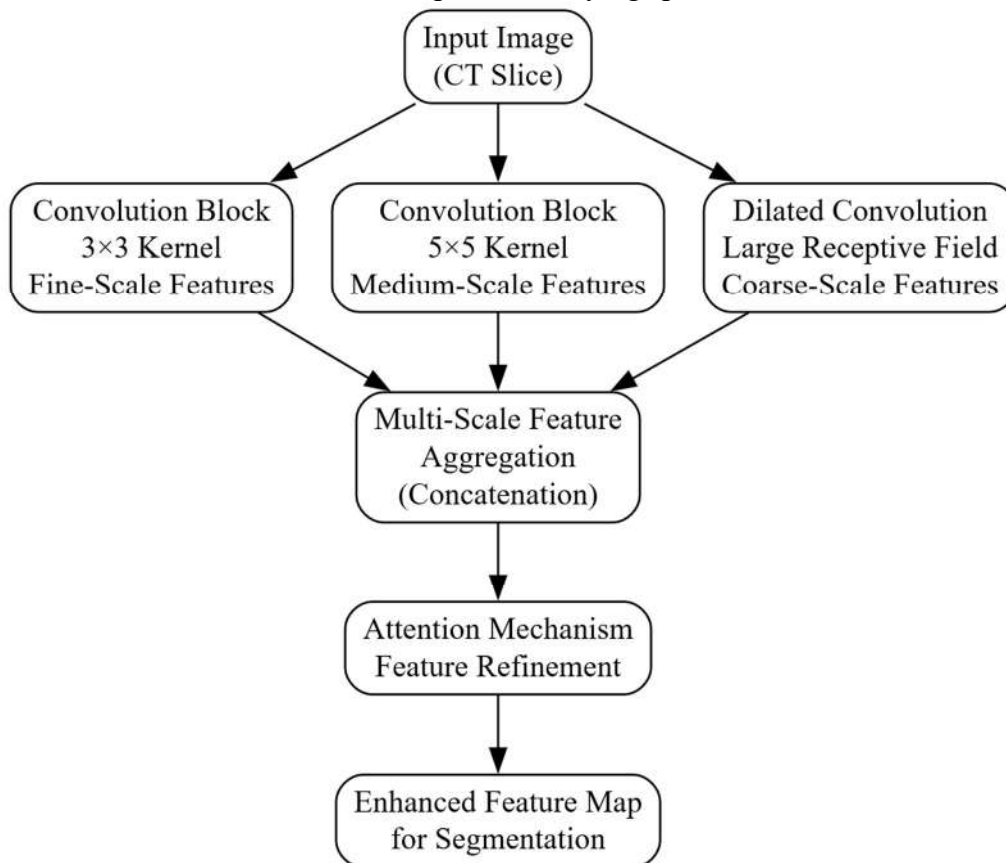 Input Image
(CT Slice)
Convolution Block
3×3 Kernel
Fine-Scale Features
Convolution Block
5×5 Kernel
Medium-Scale Features
Dilated Convolution
Large Receptive Field
Coarse-Scale Features
Multi-Scale Feature
Aggregation
(Concatenation)
Attention Mechanism
Feature Refinement
Enhanced Feature Map
for Segmentation